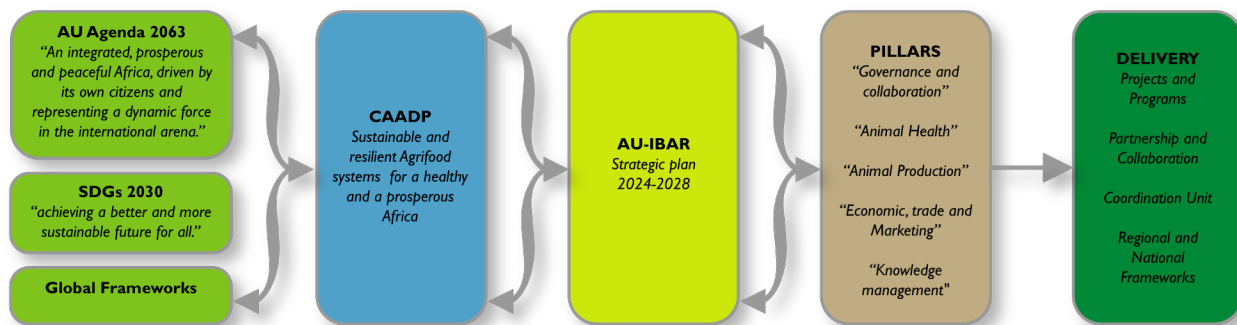 AU Agenda 2063
“An integrated, prosperous
and peaceful Africa, driven by
its own citizens and
representing a dynamic force
in the international arena.”
SDGs 2030
“achieving a better and more
sustainable future for all.”
Global Frameworks
CAADP
Sustainable and
resilient Agrifood
systems for a healthy
and a prosperous
Africa
AU-IBAR
Strategic plan
2024-2028
PILLARS
“Governance and
collaboration”
“Animal Health”
“Animal Production”
“Economic, trade and
Marketing”
“Knowledge
management"
DELIVERY
Projects and
Programs
Partnership and
Collaboration
Coordination Unit
Regional and
National
Frameworks